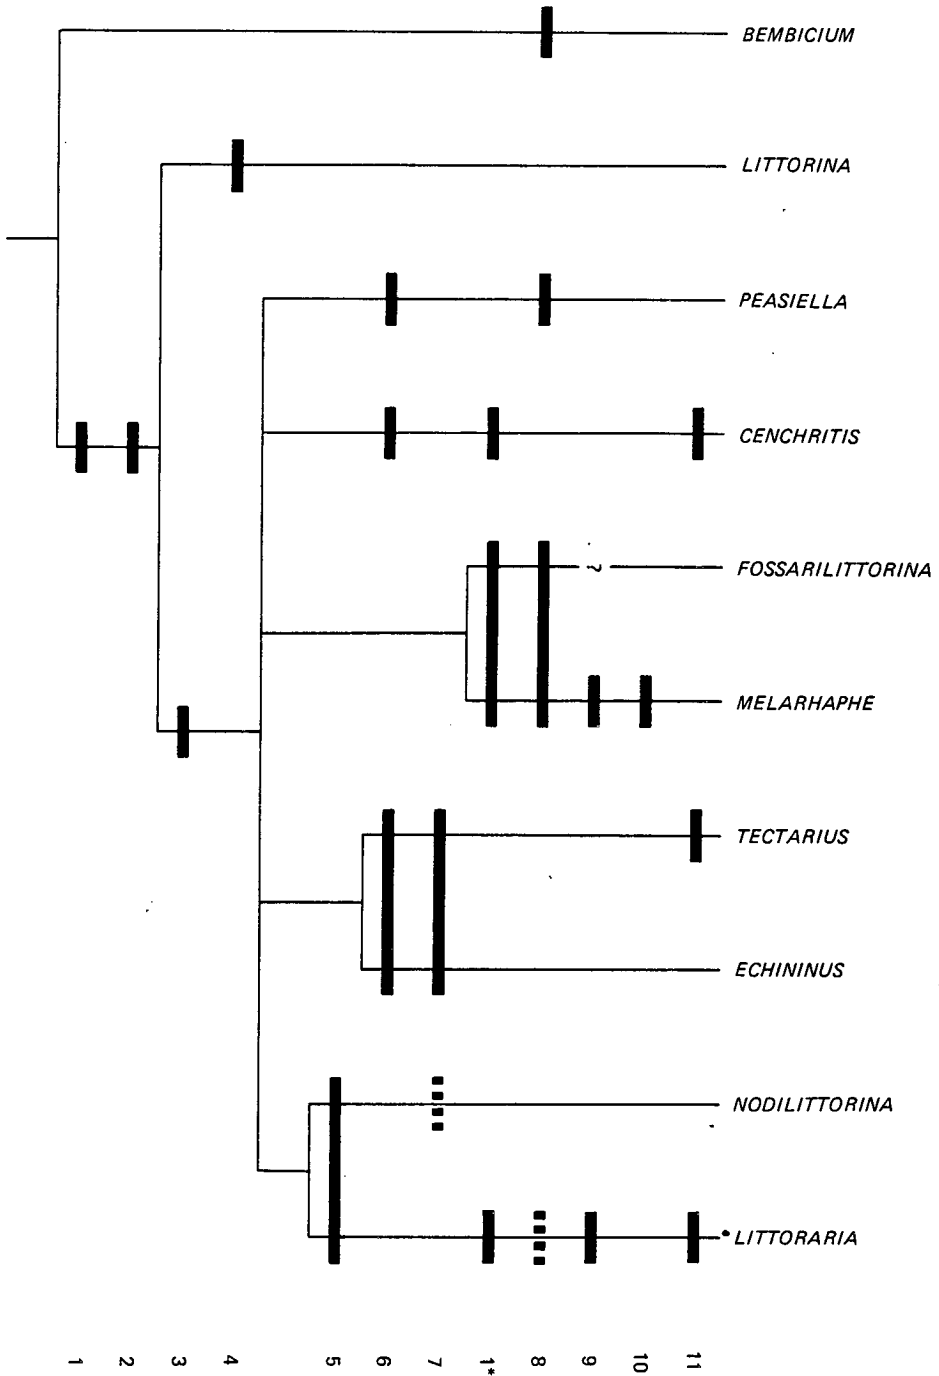 BEMBICIUM
LITTORINA
PEASIELLA
CENCHRITIS
?
FOSSARILITTORINA
MELARHAPHE
TECTARIUS
ECHININUS
NODILITTORINA
LITTORARIA
1 2 3 4 5 6 7 1* 8 9 10 11